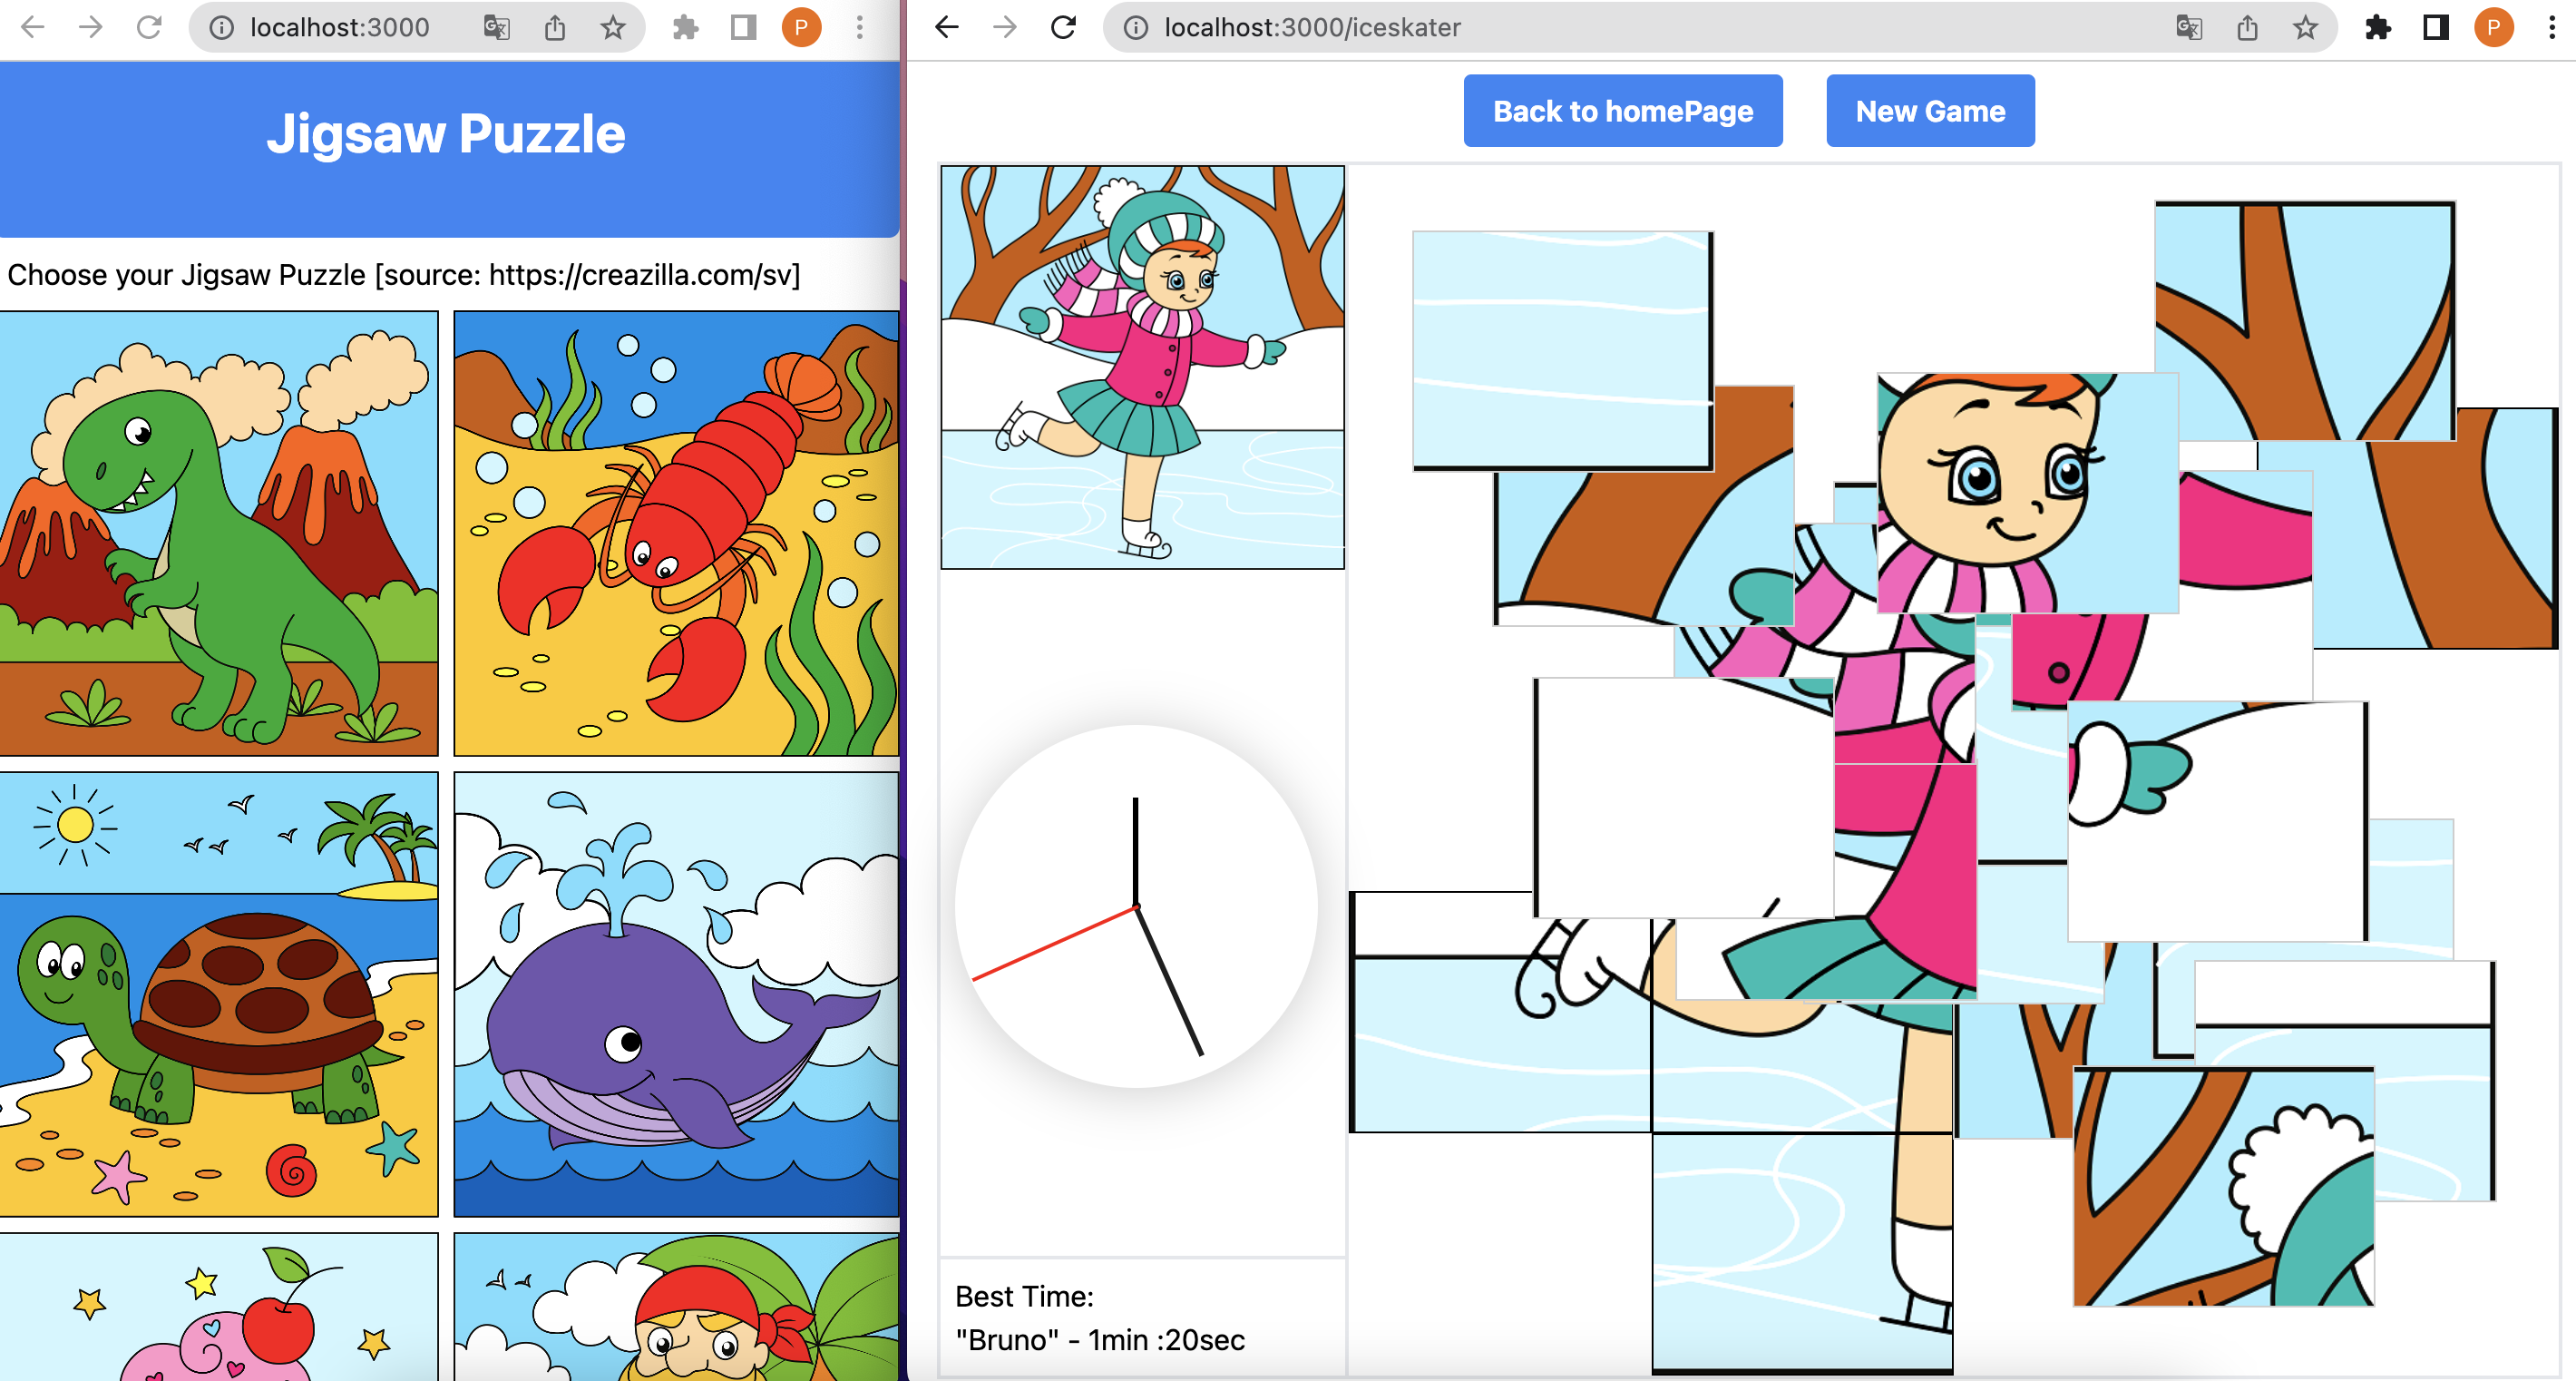 localhost:3000
P
Jigsaw Puzzle
Choose your Jigsaw Puzzle [source: https://creazilla.com/sv]
localhost:3000/iceskater
P
Back to homePage
New Game
Best Time:
"Bruno" - 1min :20sec